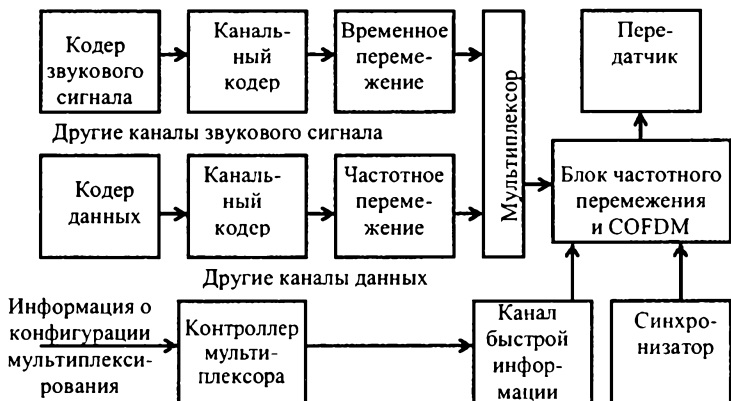 Кодер
звукового
сигнала
Каналь-
ный
кодер
Временное
перемe-
жение
Мультиплексор
Пере-
датчик
Другие каналы звукового сигнала
Кодер
данных
Каналь-
ный
кодер
Частотное
переме-
жение
Блок частотного
перемежения
и COFDM
Другие каналы данных
Информация о
конфигурации
мультиплекси-
рования
Контроллер
мульти-
плексора
Канал
быстрой
инфор-
мации
Синхро-
низатор